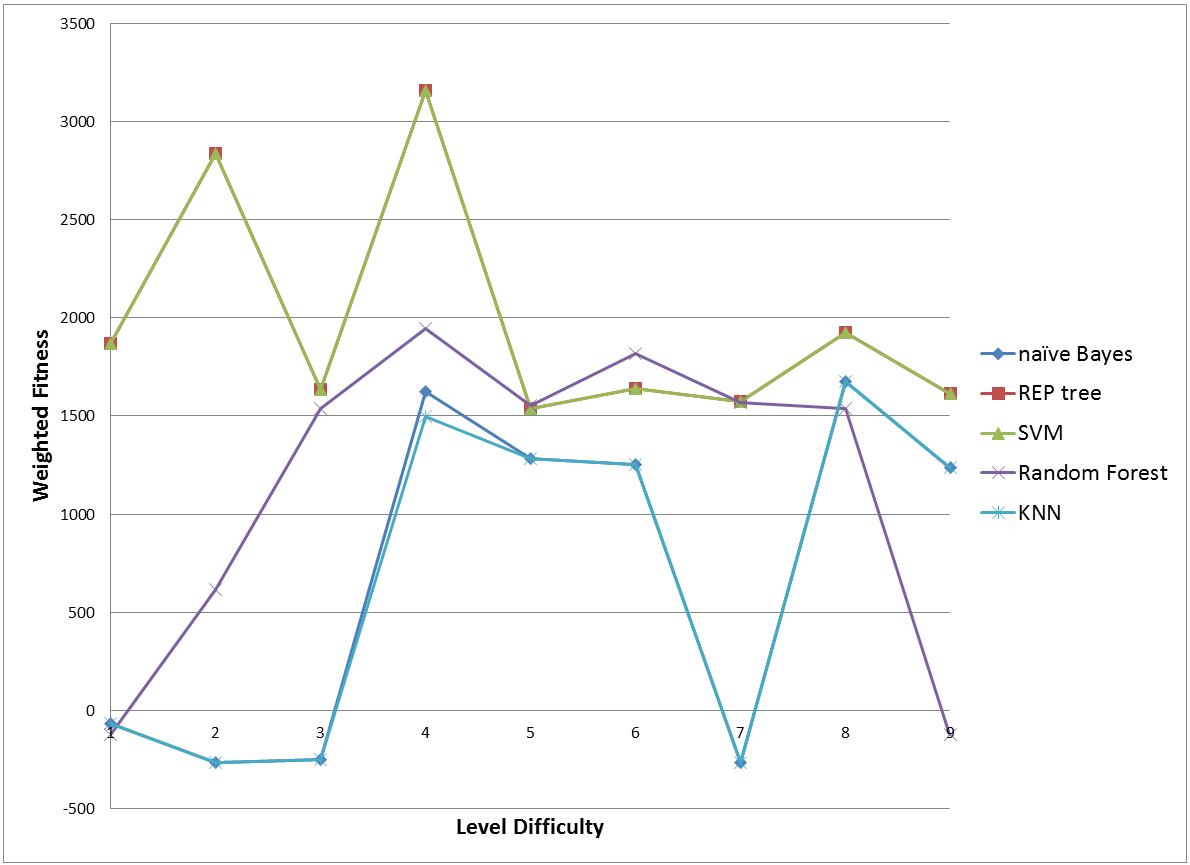 3500
3000
2500
2000
1500
1000
500
0
-500
1 2 3 4 5 6 7 8 9
Weighted Fitness
Level Difficulty
naïve Bayes
REP tree
SVM
Random Forest
KNN